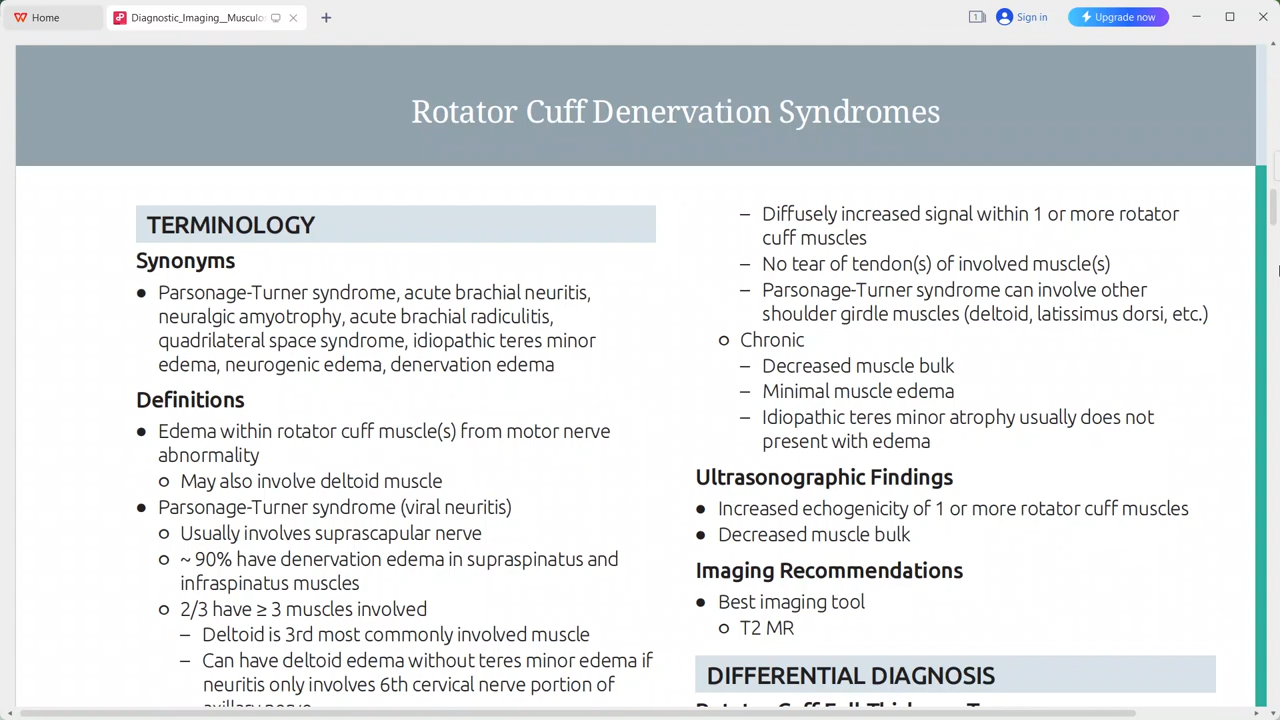 Home
Diagnostic_Imaging__Musculos
1
Sign in
Upgrade now
Rotator Cuff Denervation Syndromes
TERMINOLOGY
Synonyms
● Parsonage-Turner syndrome, acute brachial neuritis,
neuralgic amyotrophy, acute brachial radiculitis,
quadrilateral space syndrome, idiopathic teres minor
edema, neurogenic edema, denervation edema
Definitions
● Edema within rotator cuff muscle(s) from motor nerve
abnormality
○ May also involve deltoid muscle
● Parsonage-Turner syndrome (viral neuritis)
○ Usually involves suprascapular nerve
○ ~ 90% have denervation edema in supraspinatus and
infraspinatus muscles
○ 2/3 have ≥ 3 muscles involved
– Deltoid is 3rd most commonly involved muscle
– Can have deltoid edema without teres minor edema if
neuritis only involves 6th cervical nerve portion of
axillary nerve
– Diffusely increased signal within 1 or more rotator
cuff muscles
– No tear of tendon(s) of involved muscle(s)
– Parsonage-Turner syndrome can involve other
shoulder girdle muscles (deltoid, latissimus dorsi, etc.)
○ Chronic
– Decreased muscle bulk
– Minimal muscle edema
– Idiopathic teres minor atrophy usually does not
present with edema
Ultrasonographic Findings
● Increased echogenicity of 1 or more rotator cuff muscles
● Decreased muscle bulk
Imaging Recommendations
● Best imaging tool
○ T2 MR
DIFFERENTIAL DIAGNOSIS
Rotator Cuff Full-Thickness